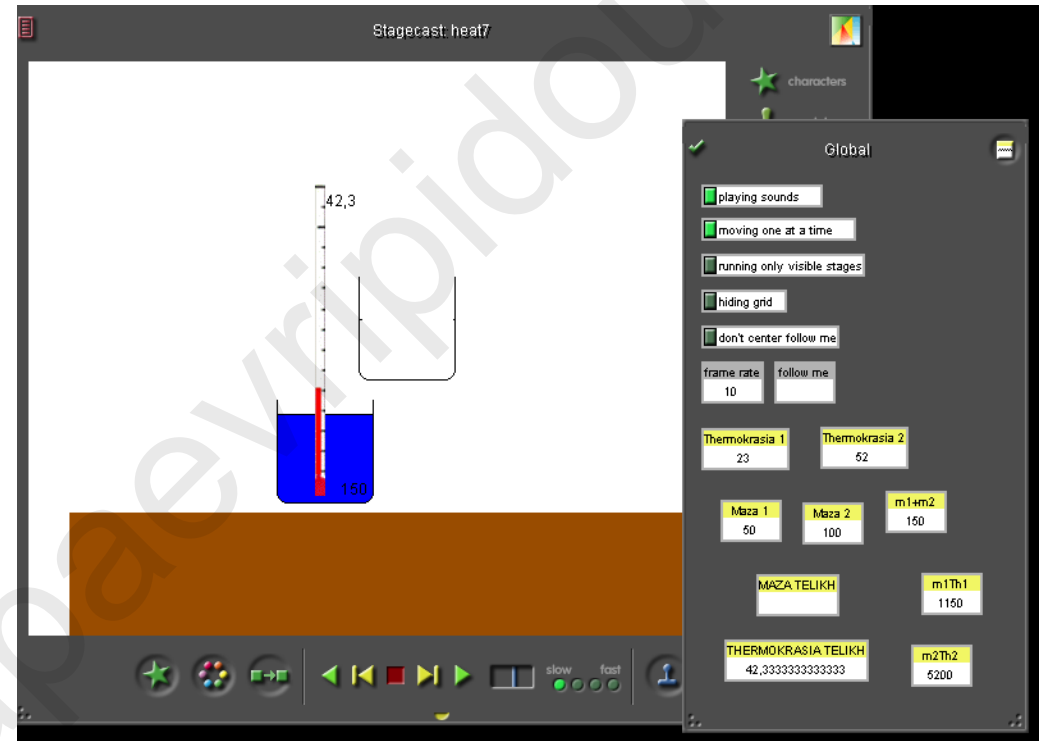 Stagecast: heat7
characters
42,3
150
Global
playing sounds
moving one at a time
running only visible stages
hiding grid
don't center follow me
frame rate
10
follow me
Thermokrasia 1
23
Thermokrasia 2
52
Maza 1
50
Maza 2
100
m1+m2
150
MAZA TELIKH
m1Th1
1150
THERMOKRASIA TELIKH
42,3333333333333
m2Th2
5200
slow fast